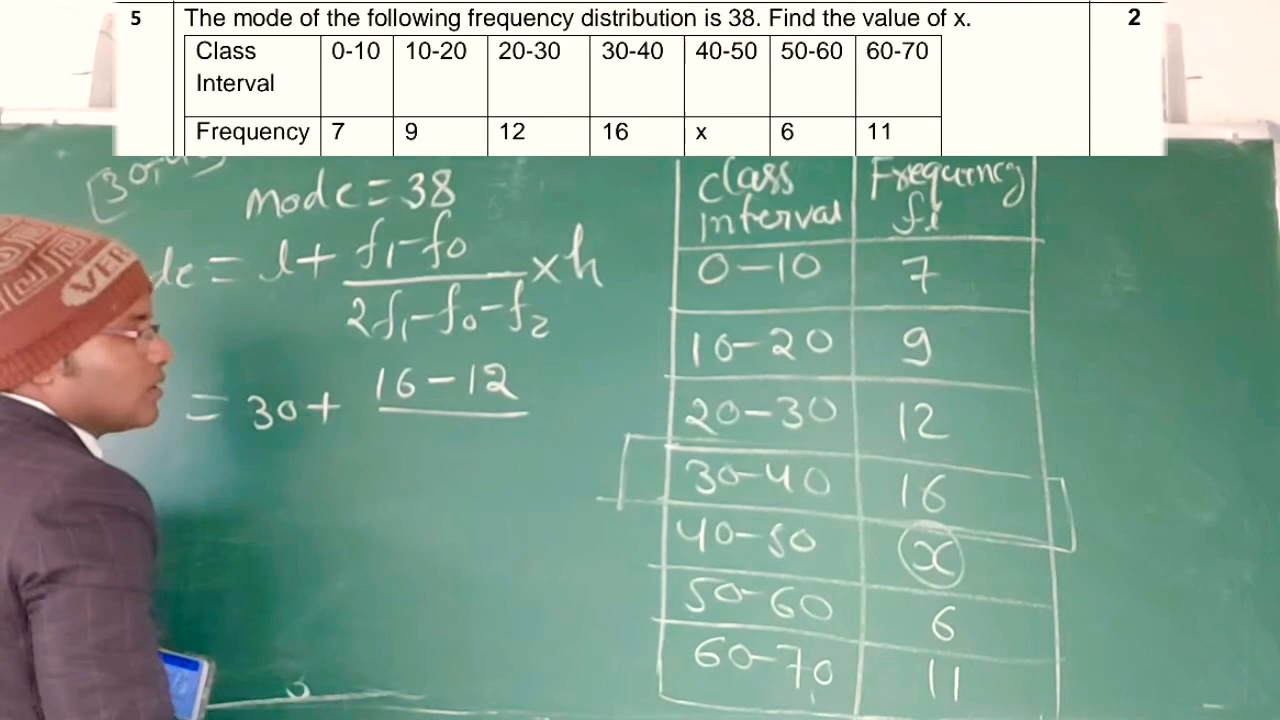 5 The mode of the following frequency distribution is 38. Find the value of x. 2
Class Interval 0-10 10-20 20-30 30-40 40-50 50-60 60-70
Frequency 7 9 12 16 x 6 11
mode = 38
de = l + f₁-f₀ / 2f₁-f₀-f₂ × h
= 30 + 16-12
VER
class interval Frequency fi
0-10 7
10-20 9
20-30 12
30-40 16
40-50 x
50-60 6
60-70 11